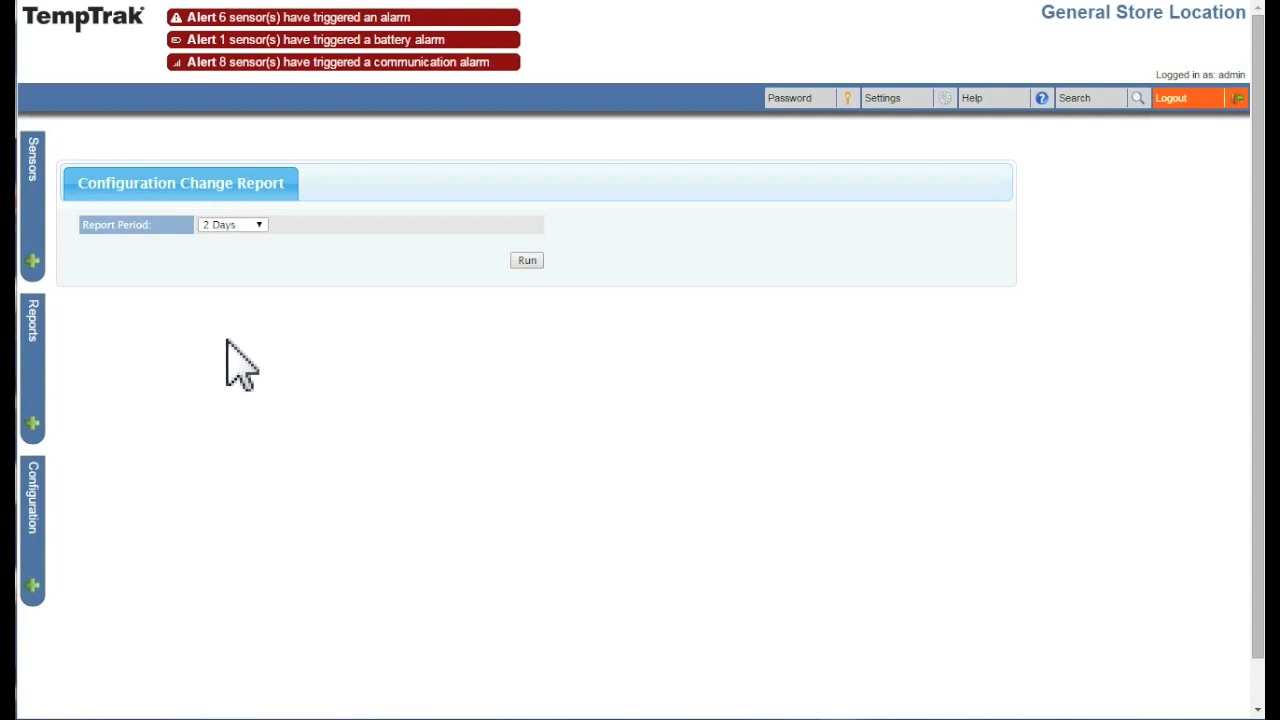 TempTrak
Alert 6 sensor(s) have triggered an alarm
Alert 1 sensor(s) have triggered a battery alarm
Alert 8 sensor(s) have triggered a communication alarm
General Store Location
Logged in as: admin
Password
Settings
Help
Search
Logout
Sensors
Configuration Change Report
Report Period:
2 Days
Run
Reports
Configuration